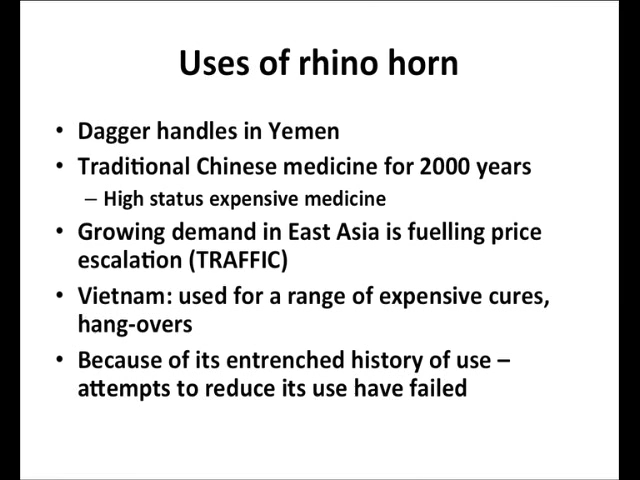 Uses of rhino horn
• Dagger handles in Yemen
• Traditional Chinese medicine for 2000 years
– High status expensive medicine
• Growing demand in East Asia is fuelling price
escalation (TRAFFIC)
• Vietnam: used for a range of expensive cures,
hang-overs
• Because of its entrenched history of use –
attempts to reduce its use have failed